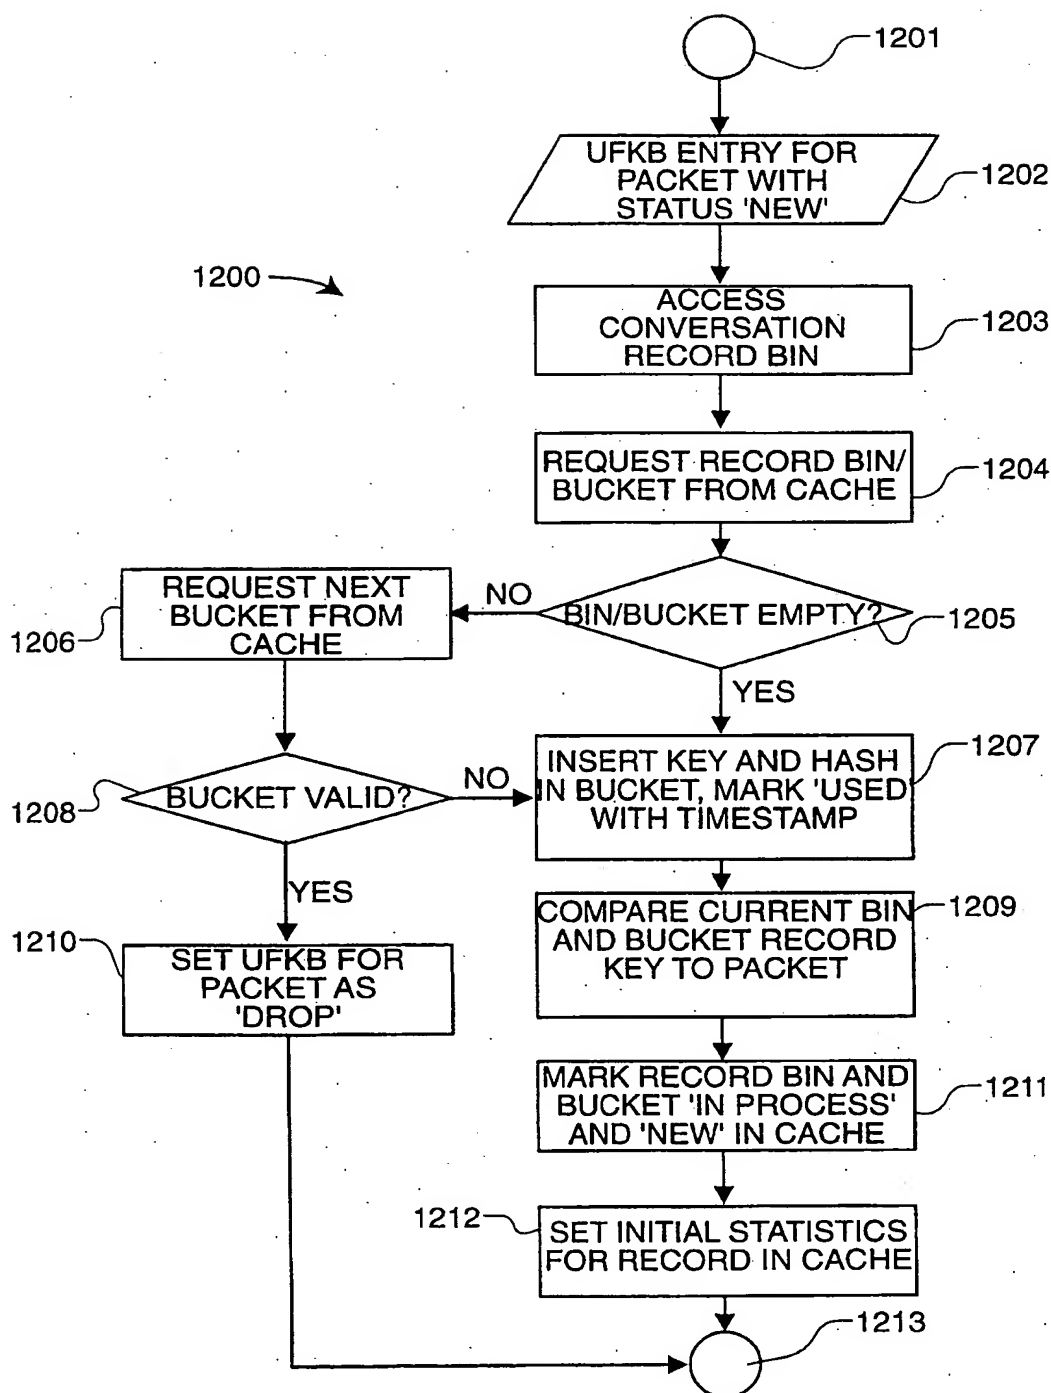 1201
UFKB ENTRY FOR
PACKET WITH
STATUS 'NEW'
1202
1200
ACCESS
CONVERSATION
RECORD BIN
1203
REQUEST RECORD BIN/
BUCKET FROM CACHE
1204
REQUEST NEXT
BUCKET FROM
CACHE
1206
NO
BIN/BUCKET EMPTY?
1205
YES
BUCKET VALID?
1208
NO
INSERT KEY AND HASH
IN BUCKET, MARK 'USED'
WITH TIMESTAMP
1207
YES
COMPARE CURRENT BIN
AND BUCKET RECORD
KEY TO PACKET
1209
1210
SET UFKB FOR
PACKET AS
'DROP'
MARK RECORD BIN AND
BUCKET 'IN PROCESS'
AND 'NEW' IN CACHE
1211
1212
SET INITIAL STATISTICS
FOR RECORD IN CACHE
1213